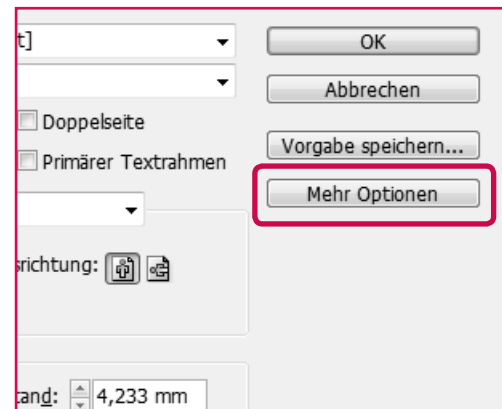 t]
OK
Abbrechen
Doppelseite
Vorgabe speichern...
Primärer Textrahmen
Mehr Optionen
srichtung:
tand: 4,233 mm